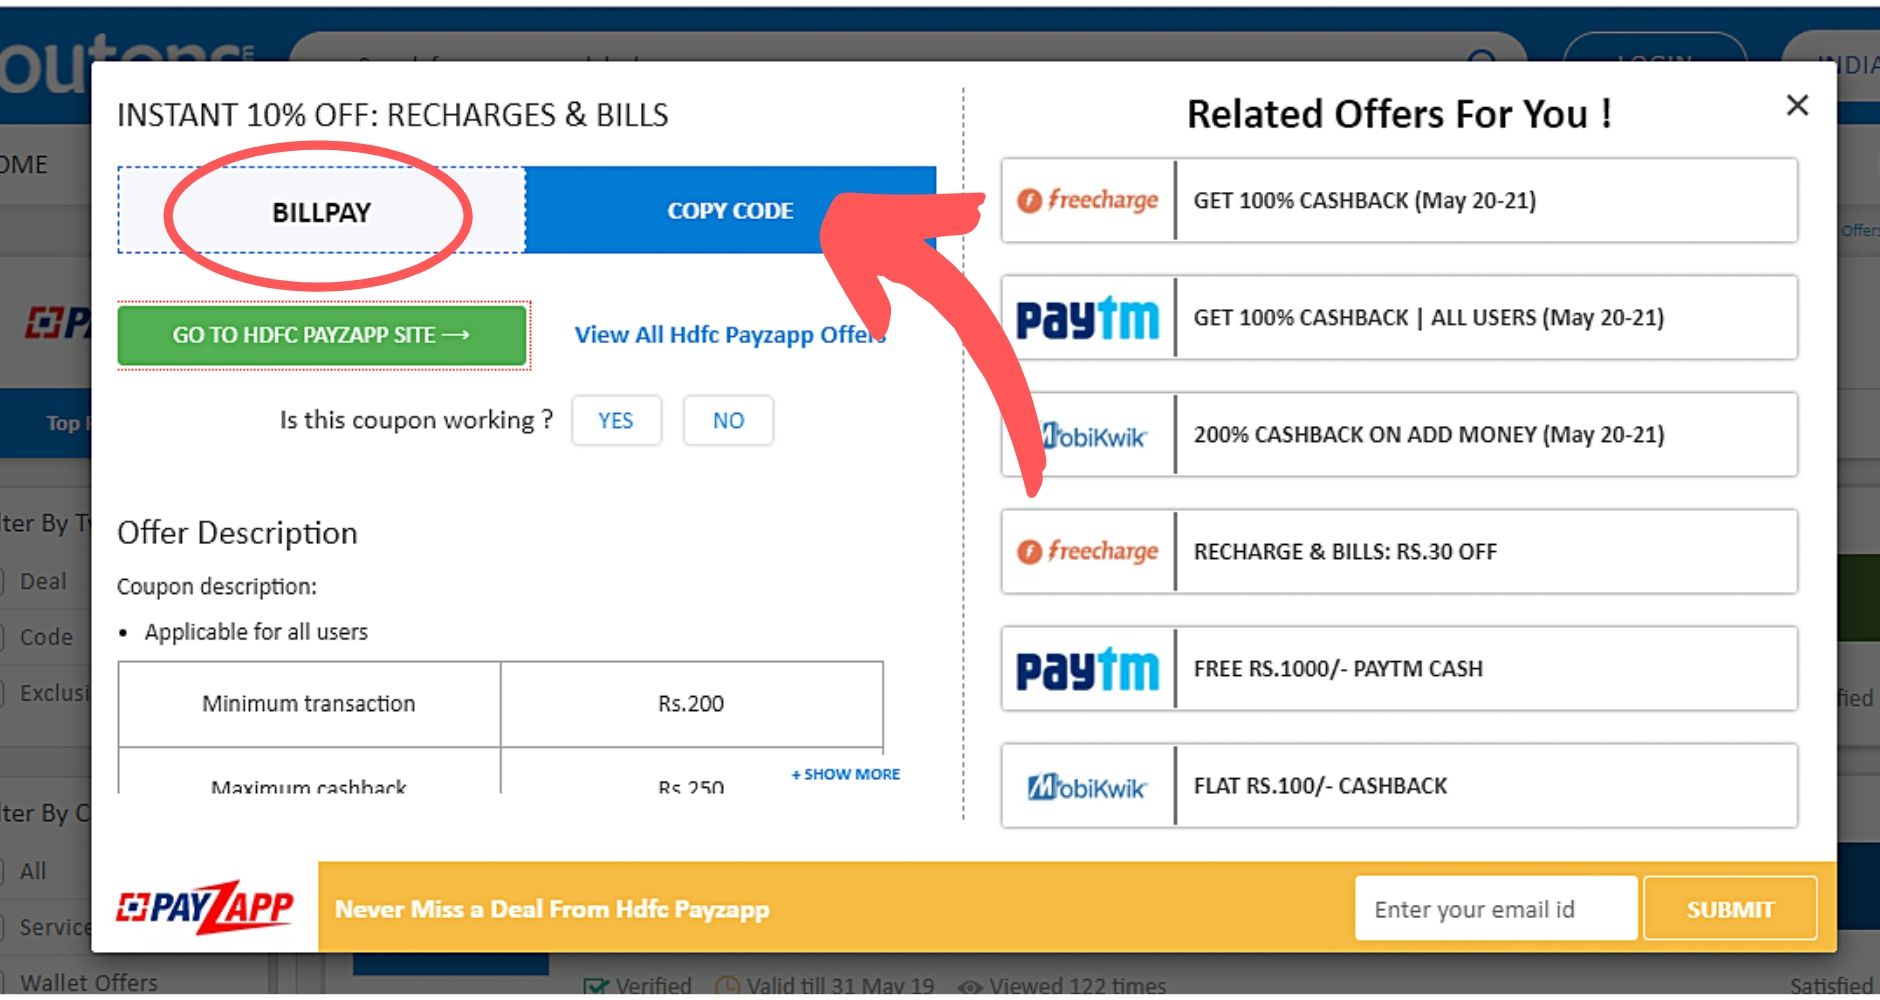 outons
LOGIN
INDIA
OME
Offers
Top
lter By
Deal
Code
Exclusi
lter By C
All
Service
Wallet Offers
INSTANT 10% OFF: RECHARGES & BILLS
BILLPAY
COPY CODE
GO TO HDFC PAYZAPP SITE →
View All Hdfc Payzapp Offers
Is this coupon working ?
YES
NO
Offer Description
Coupon description:
• Applicable for all users
Minimum transaction Rs.200
Maximum cashback Rs.250
+ SHOW MORE
Related Offers For You !
×
freecharge GET 100% CASHBACK (May 20-21)
paytm GET 100% CASHBACK | ALL USERS (May 20-21)
MobiKwik 200% CASHBACK ON ADD MONEY (May 20-21)
freecharge RECHARGE & BILLS: RS.30 OFF
paytm FREE RS.1000/- PAYTM CASH
MobiKwik FLAT RS.100/- CASHBACK
PAYZAPP
Never Miss a Deal From Hdfc Payzapp
Enter your email id
SUBMIT
fied
Verified Valid till 31 May 19 Viewed 122 times
Satisfied